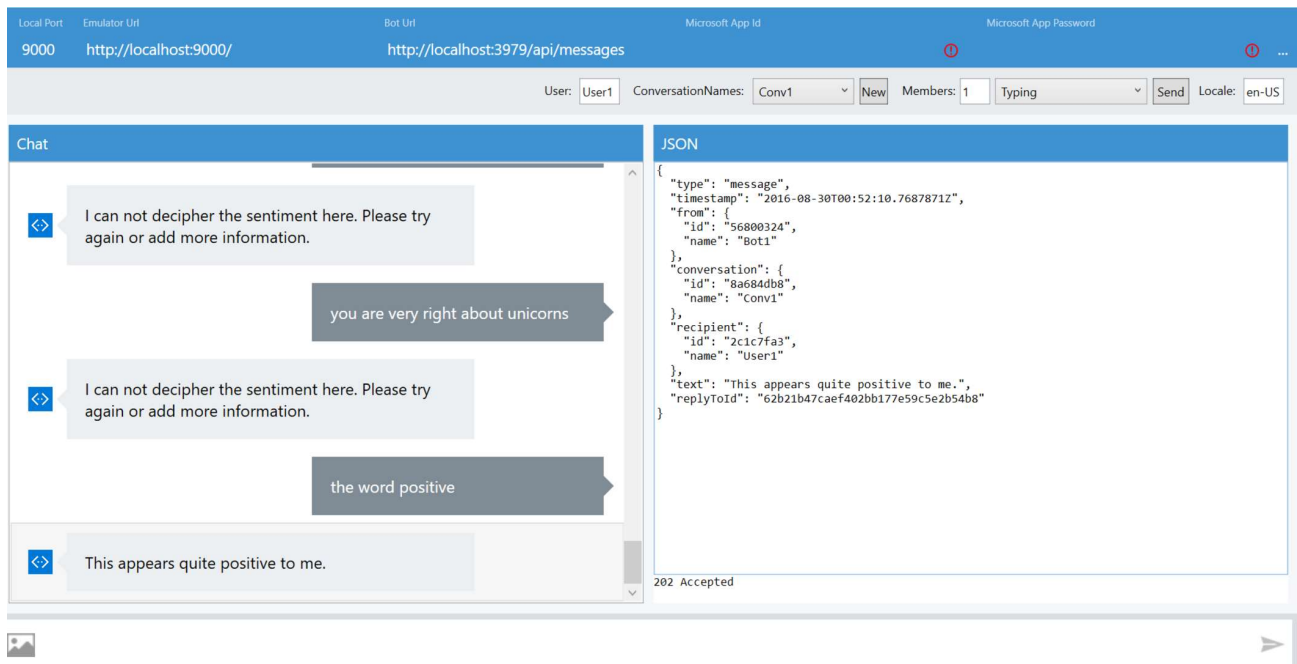 Local Port Emulator Url Bot Url Microsoft App Id Microsoft App Password
9000 http://localhost:9000/ http://localhost:3979/api/messages ...
User: User1 ConversationNames: Conv1 New Members: 1 Typing Send Locale: en-US
Chat
I can not decipher the sentiment here. Please try
again or add more information.
you are very right about unicorns
I can not decipher the sentiment here. Please try
again or add more information.
the word positive
This appears quite positive to me.
JSON
{
"type": "message",
"timestamp": "2016-08-30T00:52:10.7687871Z",
"from": {
"id": "56800324",
"name": "Bot1"
},
"conversation": {
"id": "8a684db8",
"name": "Conv1"
},
"recipient": {
"id": "2c1c7fa3",
"name": "User1"
},
"text": "This appears quite positive to me.",
"replyToId": "62b21b47caef402bb177e59c5e2b54b8"
}
202 Accepted